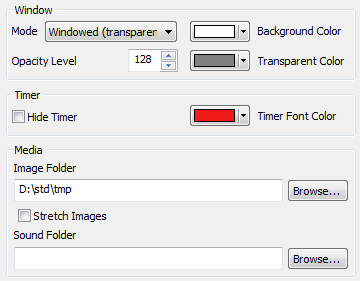 Window
Mode Windowed (transparen Background Color
Opacity Level 128 Transparent Color
Timer
Hide Timer Timer Font Color
Media
Image Folder
D:\std\tmp Browse...
Stretch Images
Sound Folder
Browse...